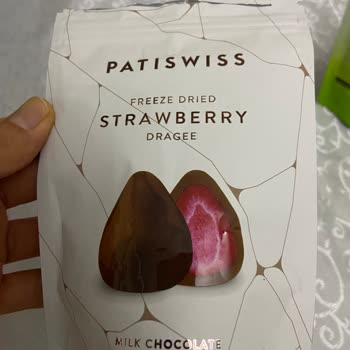 PATISWISS
FREEZE DRIED
STRAWBERRY
DRAGEE
MILK CHOCOLATE